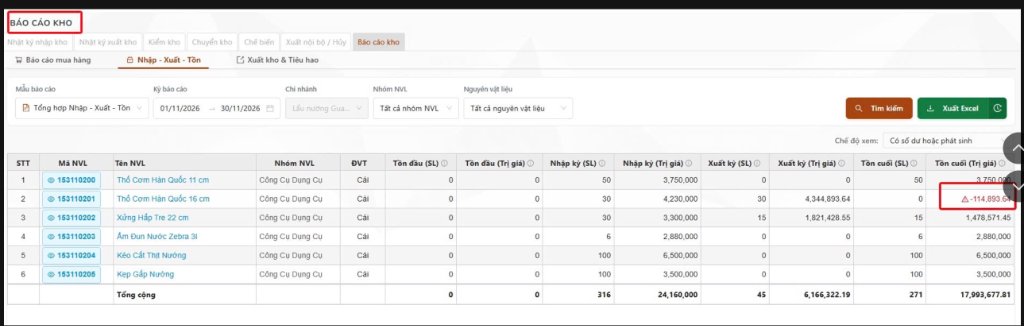 BÁO CÁO KHO
Nhật ký nhập kho Nhật ký xuất kho Kiểm kho Chuyển kho Chế biến Xuất nội bộ / Hủy Báo cáo kho
Báo cáo mua hàng Nhập - Xuất - Tồn Xuất kho & Tiêu hao
Mẫu báo cáo Kỳ báo cáo Chi nhánh Nhóm NVL Nguyên vật liệu
Tổng hợp Nhập - Xuất - Tồn 01/11/2026 → 30/11/2026 Lẩu nướng Gua... Tất cả nhóm NVL Tất cả nguyên vật liệu Tìm kiếm Xuất Excel
Chế độ xem: Có số dư hoặc phát sinh
STT Mã NVL Tên NVL Nhóm NVL ĐVT Tồn đầu (SL) Tồn đầu (Trị giá) Nhập kỳ (SL) Nhập kỳ (Trị giá) Xuất kỳ (SL) Xuất kỳ (Trị giá) Tồn cuối (SL) Tồn cuối (Trị giá)
1 153110200 Thố Cơm Hàn Quốc 11 cm Công Cụ Dụng Cụ Cái 0 0 50 3,750,000 0 0 50 3,750,000
2 153110201 Thố Cơm Hàn Quốc 16 cm Công Cụ Dụng Cụ Cái 0 0 30 4,230,000 30 4,344,893.64 0 -114,893.64
3 153110202 Xửng Hấp Tre 22 cm Công Cụ Dụng Cụ Cái 0 0 30 3,300,000 15 1,821,428.55 15 1,478,571.45
4 153110203 Ấm Đun Nước Zebra 3l Công Cụ Dụng Cụ Cái 0 0 6 2,880,000 0 0 6 2,880,000
5 153110204 Kéo Cắt Thịt Nướng Công Cụ Dụng Cụ Cái 0 0 100 6,500,000 0 0 100 6,500,000
6 153110205 Kẹp Gắp Nướng Công Cụ Dụng Cụ Cái 0 0 100 3,500,000 0 0 100 3,500,000
Tổng cộng 0 0 316 24,160,000 45 6,166,322.19 271 17,993,677.81